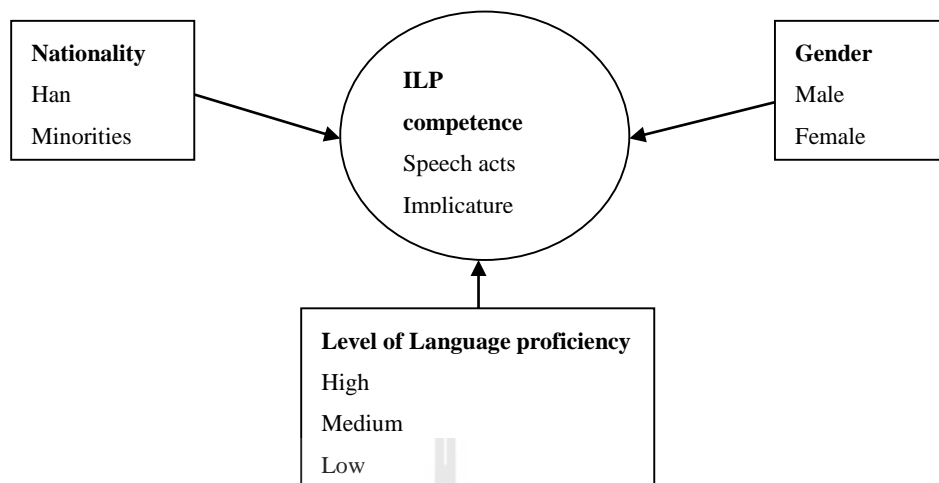 Nationality
Han
Minorities
ILP
competence
Speech acts
Implicature
Gender
Male
Female
Level of Language proficiency
High
Medium
Low